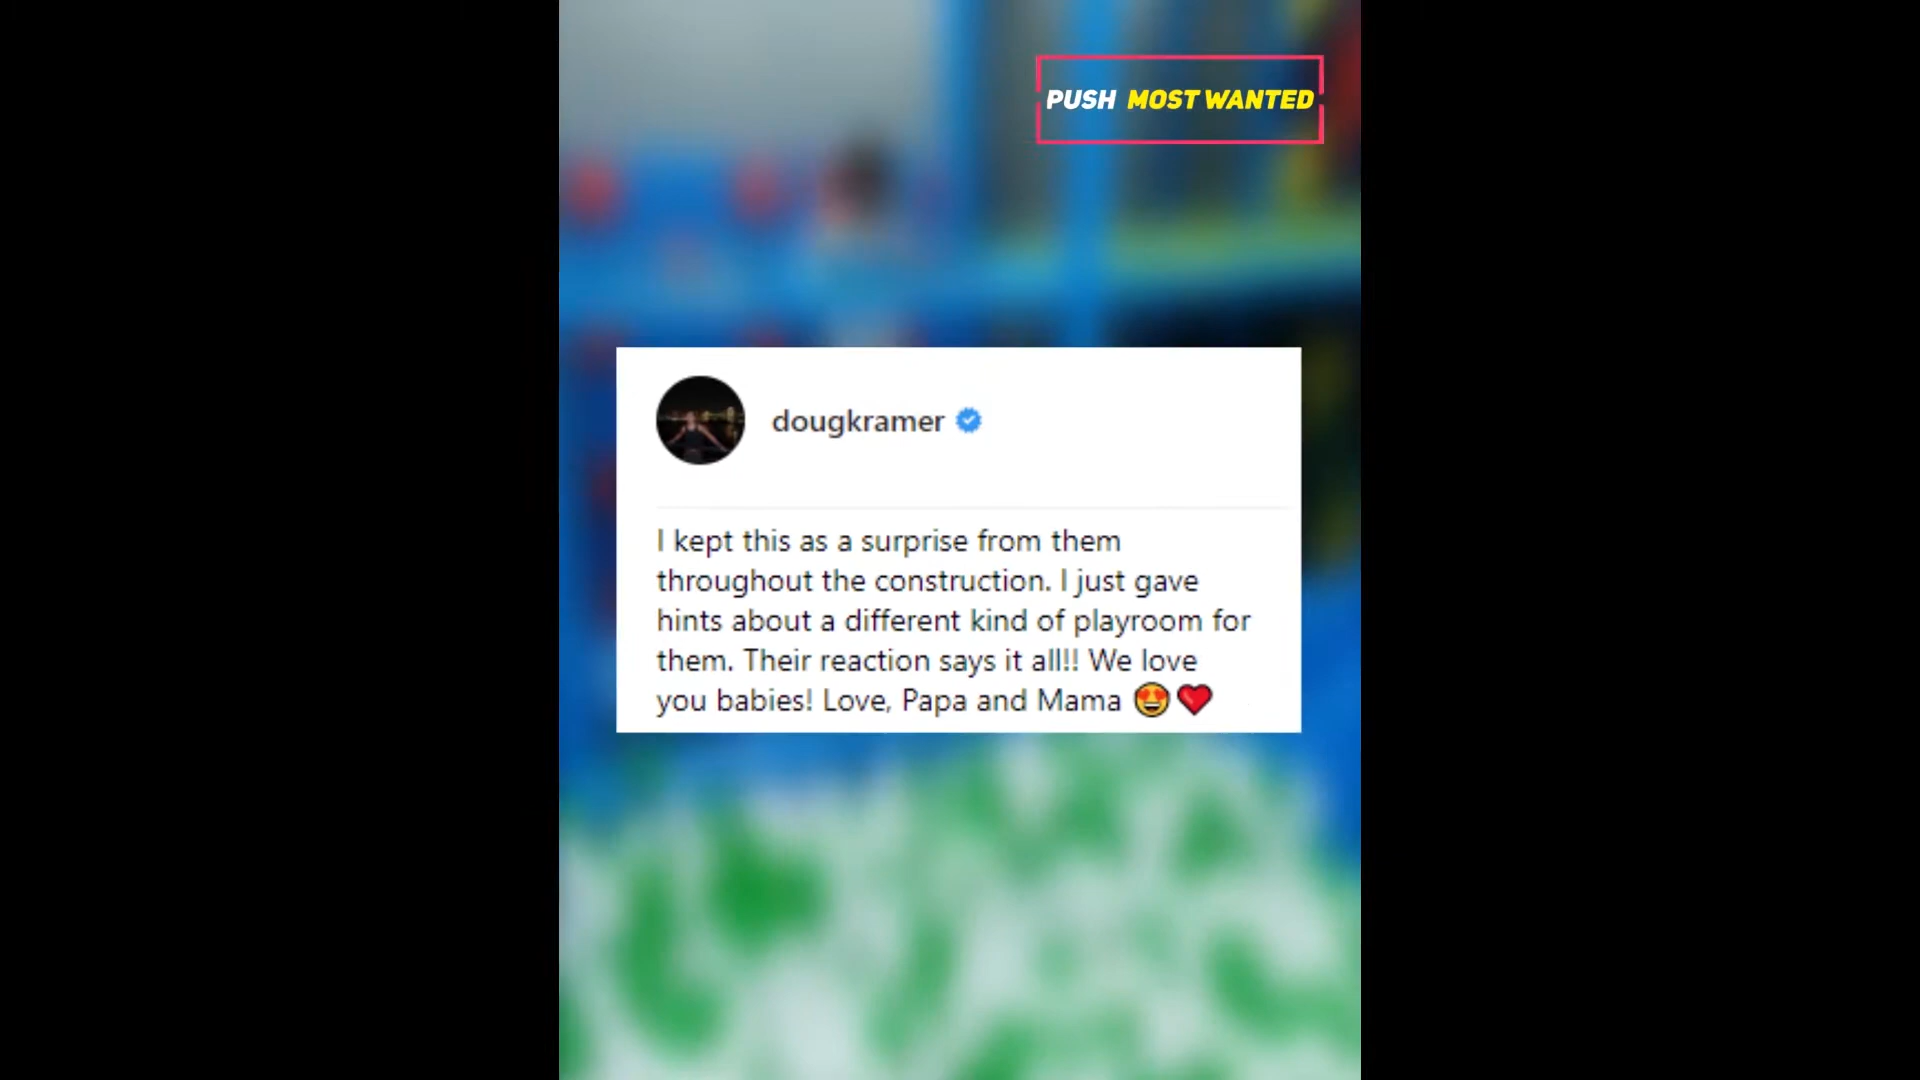 PUSH MOST WANTED
dougkramer
I kept this as a surprise from them
throughout the construction. I just gave
hints about a different kind of playroom for
them. Their reaction says it all!! We love
you babies! Love, Papa and Mama 😍❤️